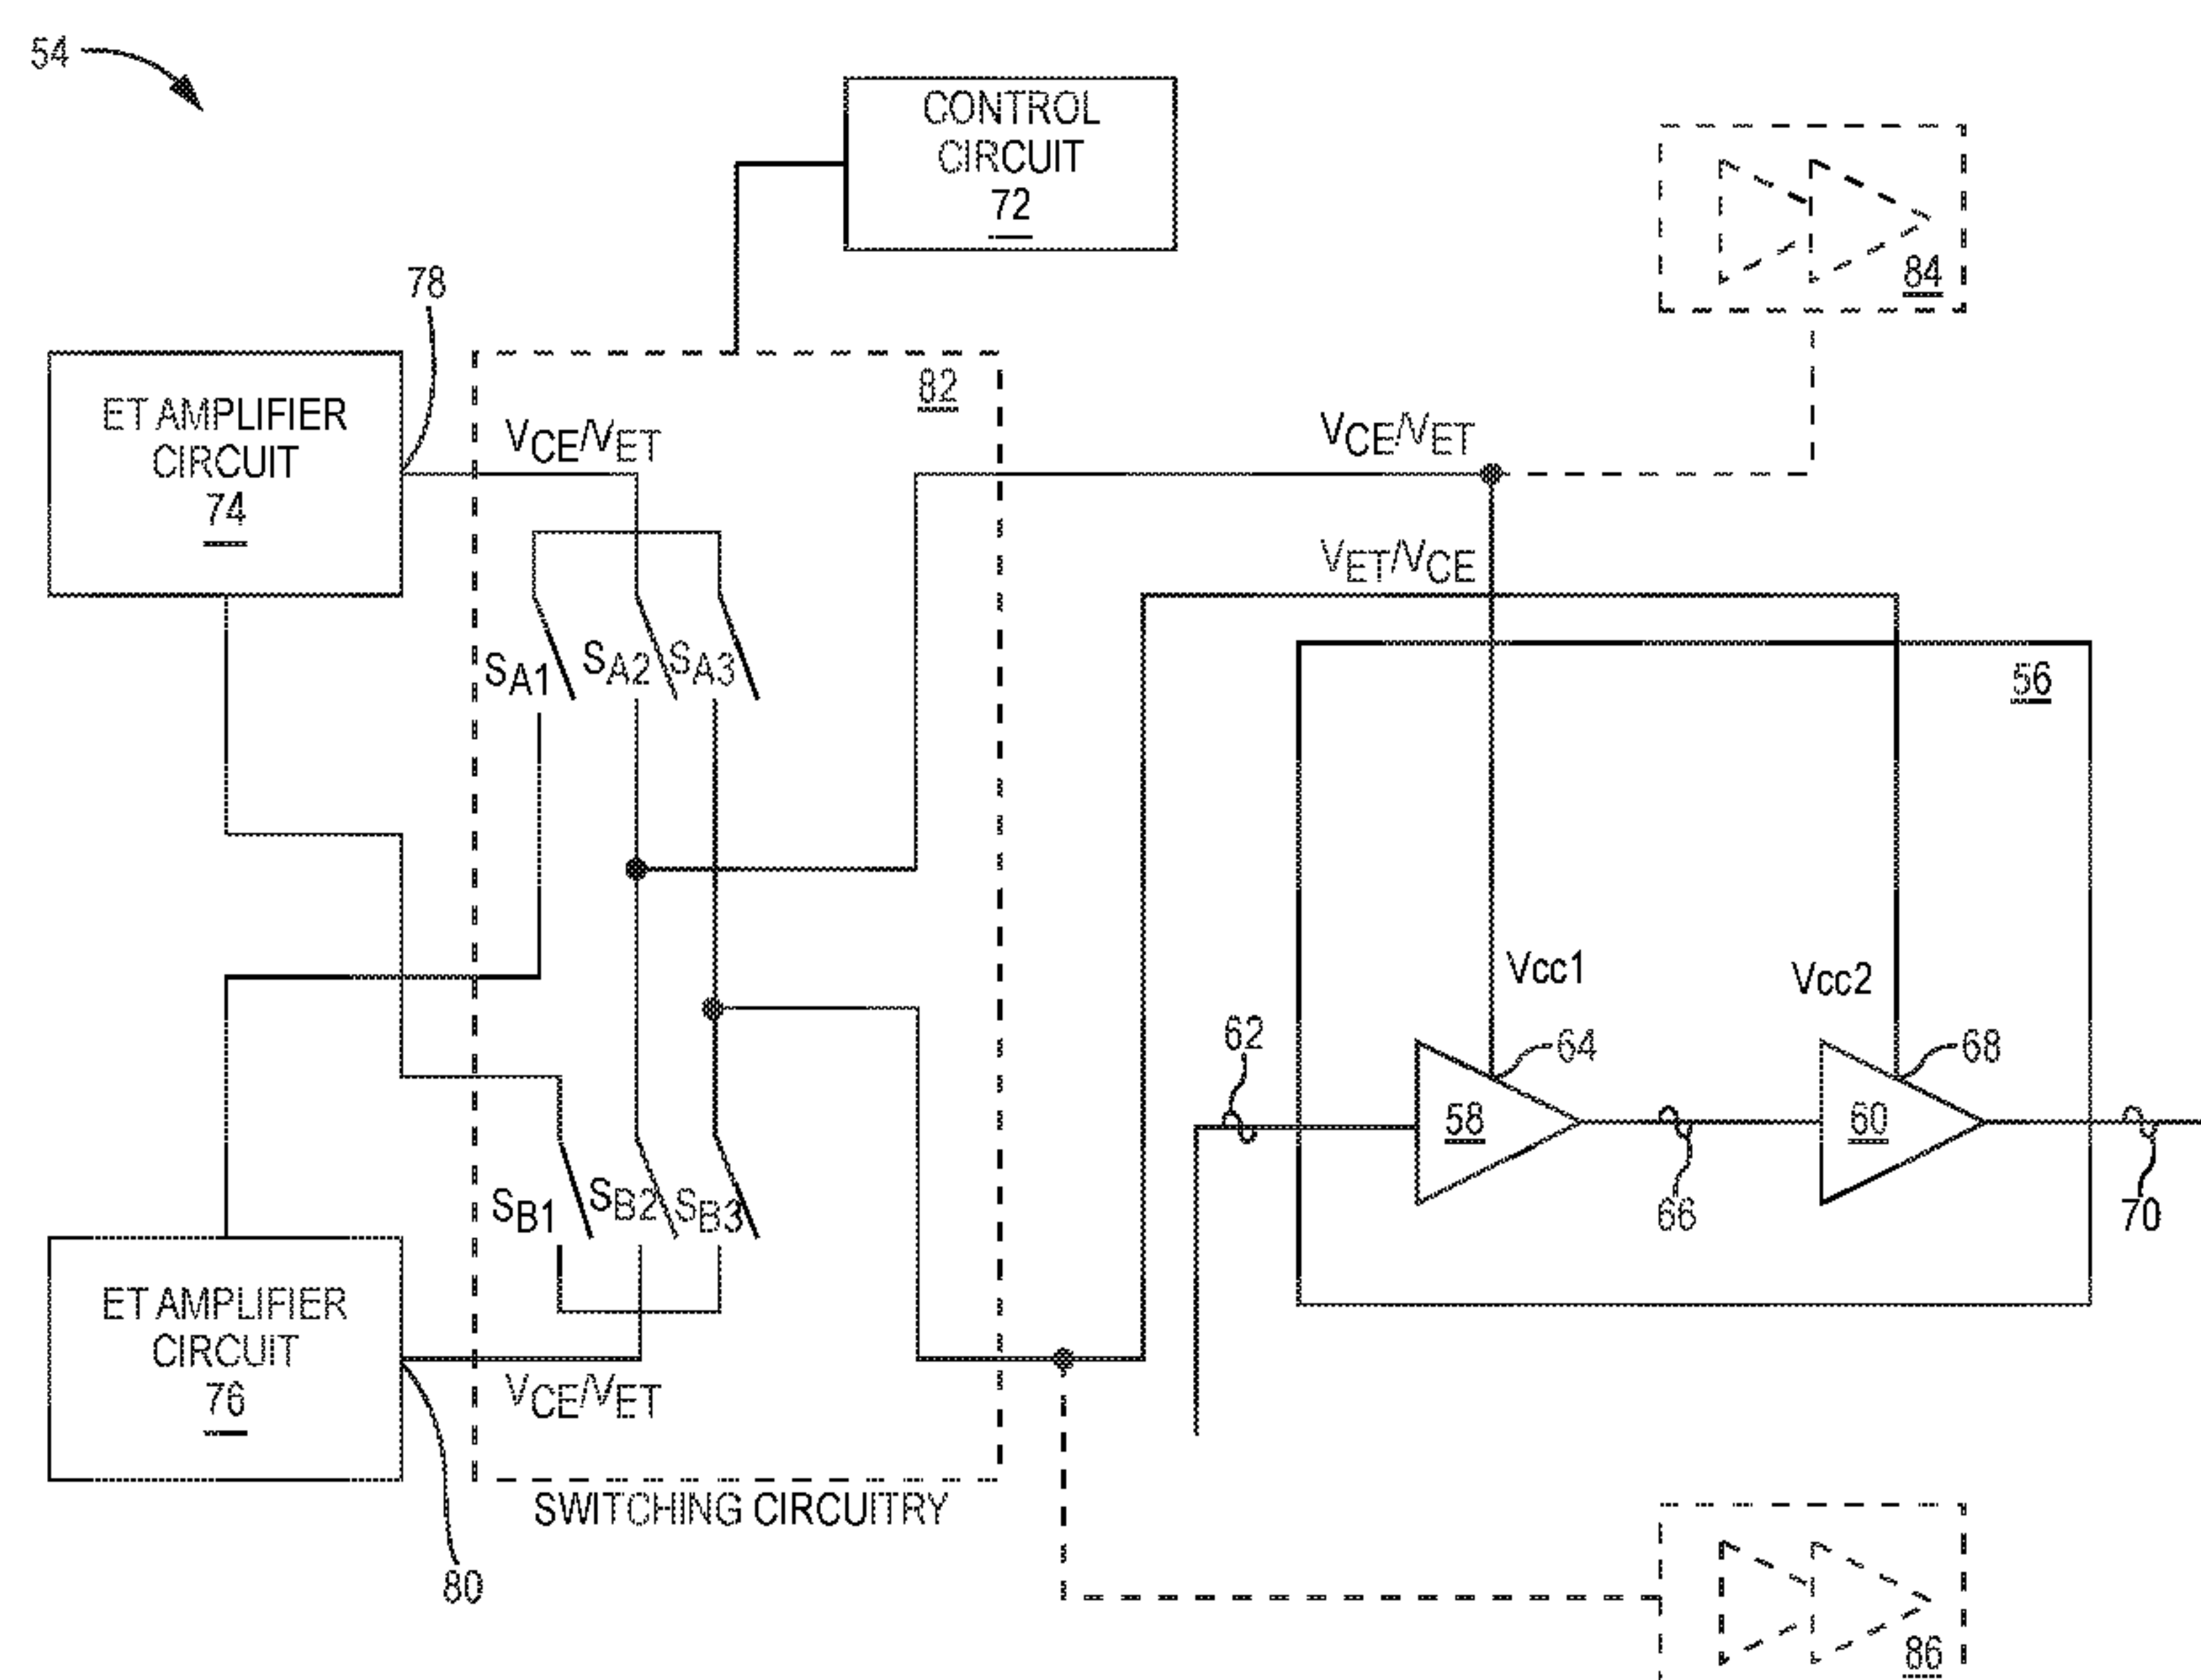 54
CONTROL
CIRCUIT
72
84
78
ET AMPLIFIER
CIRCUIT
74
82
VCE/VET
VCE/VET
VET/VCE
SA1
SA2
SA3
56
Vcc1
Vcc2
62
64
68
58
60
66
70
SB1
SB2
SB3
ET AMPLIFIER
CIRCUIT
76
VCE/VET
SWITCHING CIRCUITRY
80
86